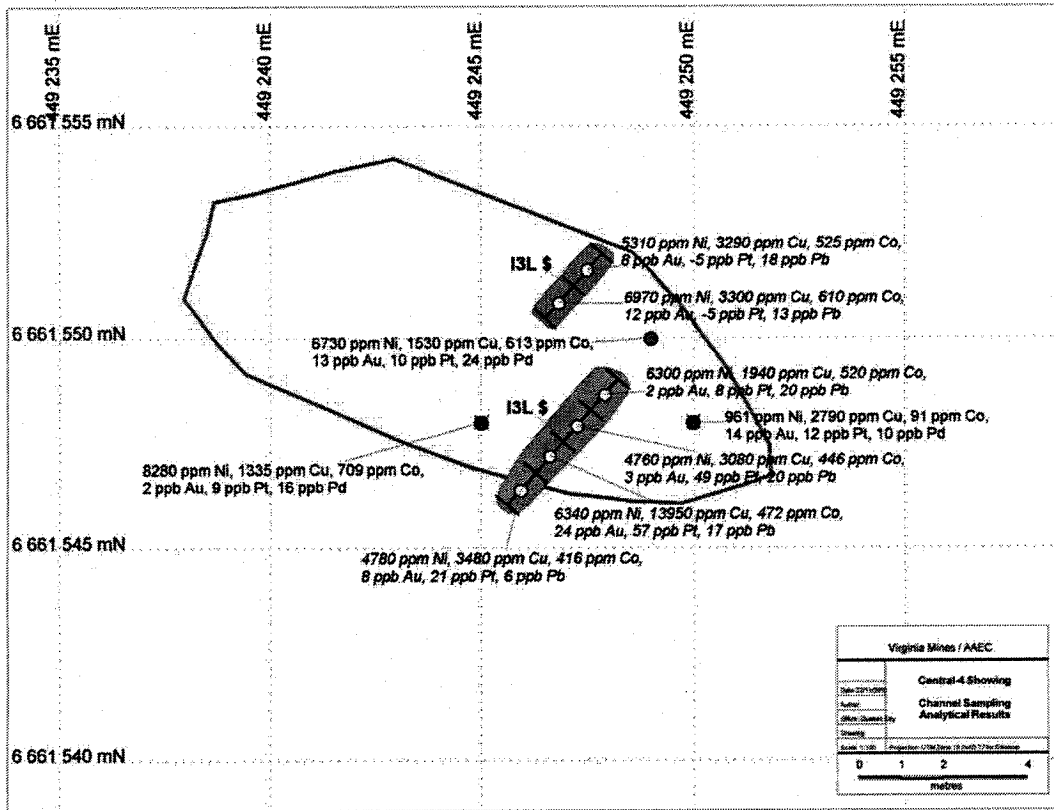 449 235 mE
449 240 mE
449 245 mE
449 250 mE
449 255 mE
6 661 555 mN
5310 ppm Ni, 3290 ppm Cu, 525 ppm Co,
8 ppb Au, -5 ppb Pt, 18 ppb Pb
I3L $
6970 ppm Ni, 3300 ppm Cu, 610 ppm Co,
12 ppb Au, -5 ppb Pt, 13 ppb Pb
6 661 550 mN
6730 ppm Ni, 1530 ppm Cu, 613 ppm Co,
13 ppb Au, 10 ppb Pt, 24 ppb Pd
6300 ppm Ni, 1940 ppm Cu, 520 ppm Co,
2 ppb Au, 8 ppb Pt, 20 ppb Pb
I3L $
961 ppm Ni, 2790 ppm Cu, 91 ppm Co,
14 ppb Au, 12 ppb Pt, 10 ppb Pd
8280 ppm Ni, 1335 ppm Cu, 709 ppm Co,
2 ppb Au, 9 ppb Pt, 16 ppb Pd
4760 ppm Ni, 3080 ppm Cu, 446 ppm Co,
3 ppb Au, 49 ppb Pt, 20 ppb Pb
6340 ppm Ni, 13950 ppm Cu, 472 ppm Co,
24 ppb Au, 57 ppb Pt, 17 ppb Pb
6 661 545 mN
4780 ppm Ni, 3480 ppm Cu, 416 ppm Co,
8 ppb Au, 21 ppb Pt, 6 ppb Pb
6 661 540 mN
Virginia Mines / AAEC
Central-4 Showing
Channel Sampling
Analytical Results
Author:
Office: Quebec City
Drawing:
Scale: 1:100
0 1 2 4
metres